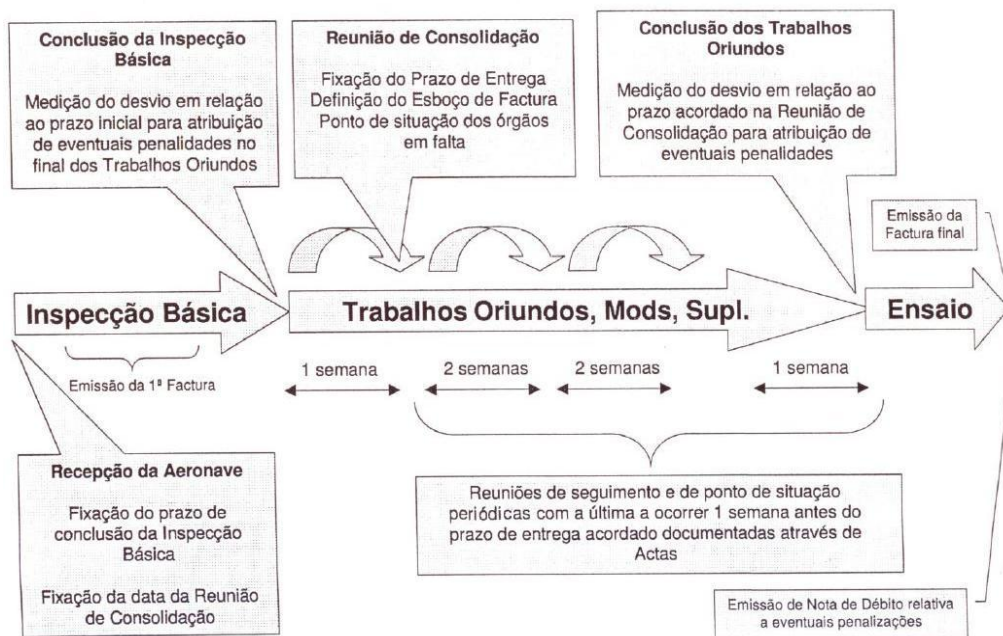 Conclusão da Inspecção
Básica
Medição do desvio em relação
ao prazo inicial para atribuição
de eventuais penalidades no
final dos Trabalhos Oriundos
Reunião de Consolidação
Fixação do Prazo de Entrega
Definição do Esboço de Factura
Ponto de situação dos órgãos
em falta
Conclusão dos Trabalhos
Oriundos
Medição do desvio em relação ao
prazo acordado na Reunião de
Consolidação para atribuição de
eventuais penalidades
Emissão da
Factura final
Inspecção Básica
Trabalhos Oriundos, Mods, Supl.
Ensaio
Emissão da 1ª Factura
1 semana
2 semanas
2 semanas
1 semana
Recepção da Aeronave
Fixação do prazo de
conclusão da Inspecção
Básica
Fixação da data da Reunião
de Consolidação
Reuniões de seguimento e de ponto de situação
periódicas com a última a ocorrer 1 semana antes do
prazo de entrega acordado documentadas através de
Actas
Emissão de Nota de Débito relativa
a eventuais penalizações